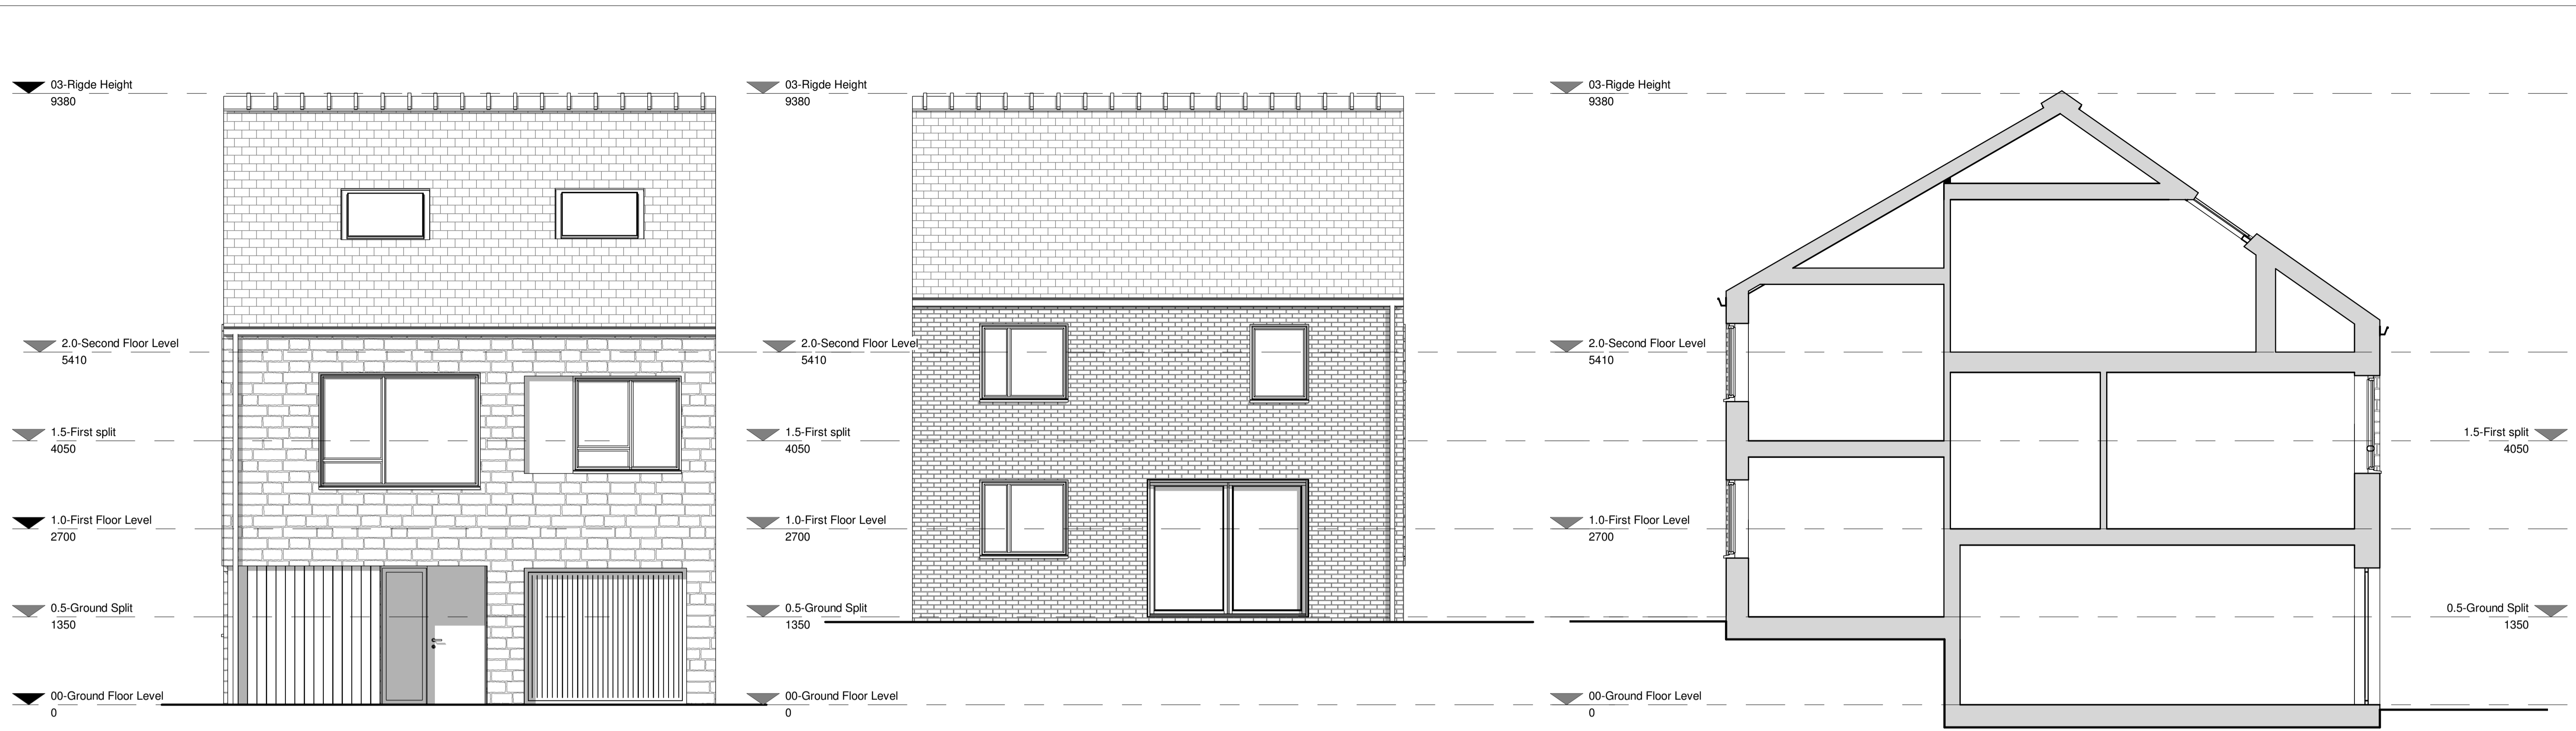 03-Rigde Height
9380
2.0-Second Floor Level
5410
1.5-First split
4050
1.0-First Floor Level
2700
0.5-Ground Split
1350
00-Ground Floor Level
0
03-Rigde Height
9380
2.0-Second Floor Level
5410
1.5-First split
4050
1.0-First Floor Level
2700
0.5-Ground Split
1350
00-Ground Floor Level
0
03-Rigde Height
9380
2.0-Second Floor Level
5410
1.0-First Floor Level
2700
00-Ground Floor Level
0
1.5-First split
4050
0.5-Ground Split
1350